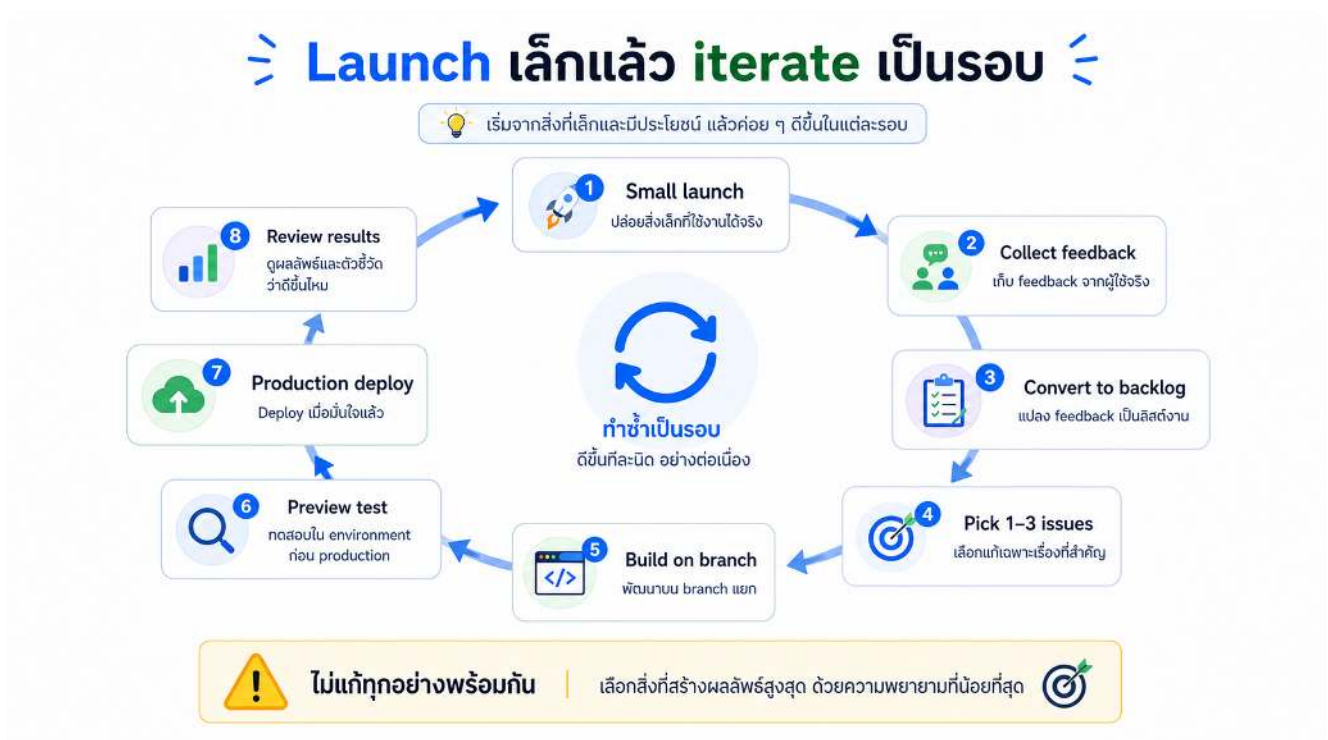 Launch เล็กแล้ว iterate เป็นรอบ
เริ่มจากสิ่งที่เล็กและมีประโยชน์ แล้วค่อย ๆ ดีขึ้นในแต่ละรอบ
1
Small launch
ปล่อยสิ่งเล็กที่ใช้งานได้จริง
2
Collect feedback
เก็บ feedback จากผู้ใช้จริง
3
Convert to backlog
แปลง feedback เป็นลิสต์งาน
4
Pick 1–3 issues
เลือกแก้เฉพาะเรื่องที่สำคัญ
5
</>
Build on branch
พัฒนาบน branch แยก
6
Preview test
ทดสอบใน environment
ก่อน production
7
Production deploy
Deploy เมื่อมั่นใจแล้ว
8
Review results
ดูผลลัพธ์และตัวชี้วัด
ว่าดีขึ้นไหม
ทำซ้ำเป็นรอบ
ดีขึ้นทีละนิด อย่างต่อเนื่อง
ไม่แก้ทุกอย่างพร้อมกัน
เลือกสิ่งที่สร้างผลลัพธ์สูงสุด ด้วยความพยายามที่น้อยที่สุด